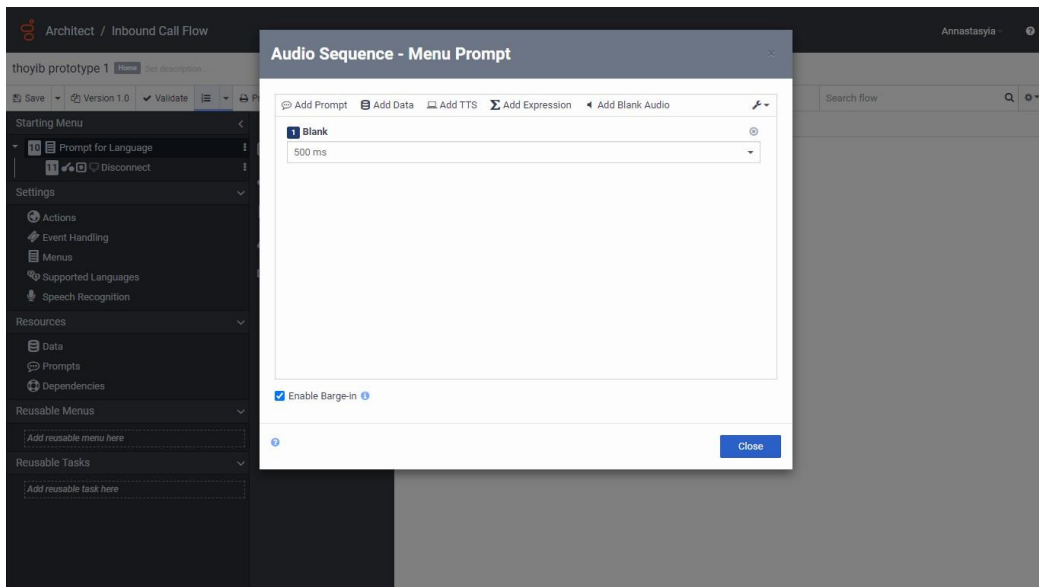 Architect / Inbound Call Flow
Annastasyia
thoyib prototype 1 Home Set description...
Save Version 1.0 Validate
Search flow
Starting Menu
10 Prompt for Language
11 Disconnect
Settings
Actions
Event Handling
Menus
Supported Languages
Speech Recognition
Resources
Data
Prompts
Dependencies
Reusable Menus
Add reusable menu here
Reusable Tasks
Add reusable task here
Audio Sequence - Menu Prompt
Add Prompt Add Data Add TTS Add Expression Add Blank Audio
1 Blank
500 ms
Enable Barge-in
Close